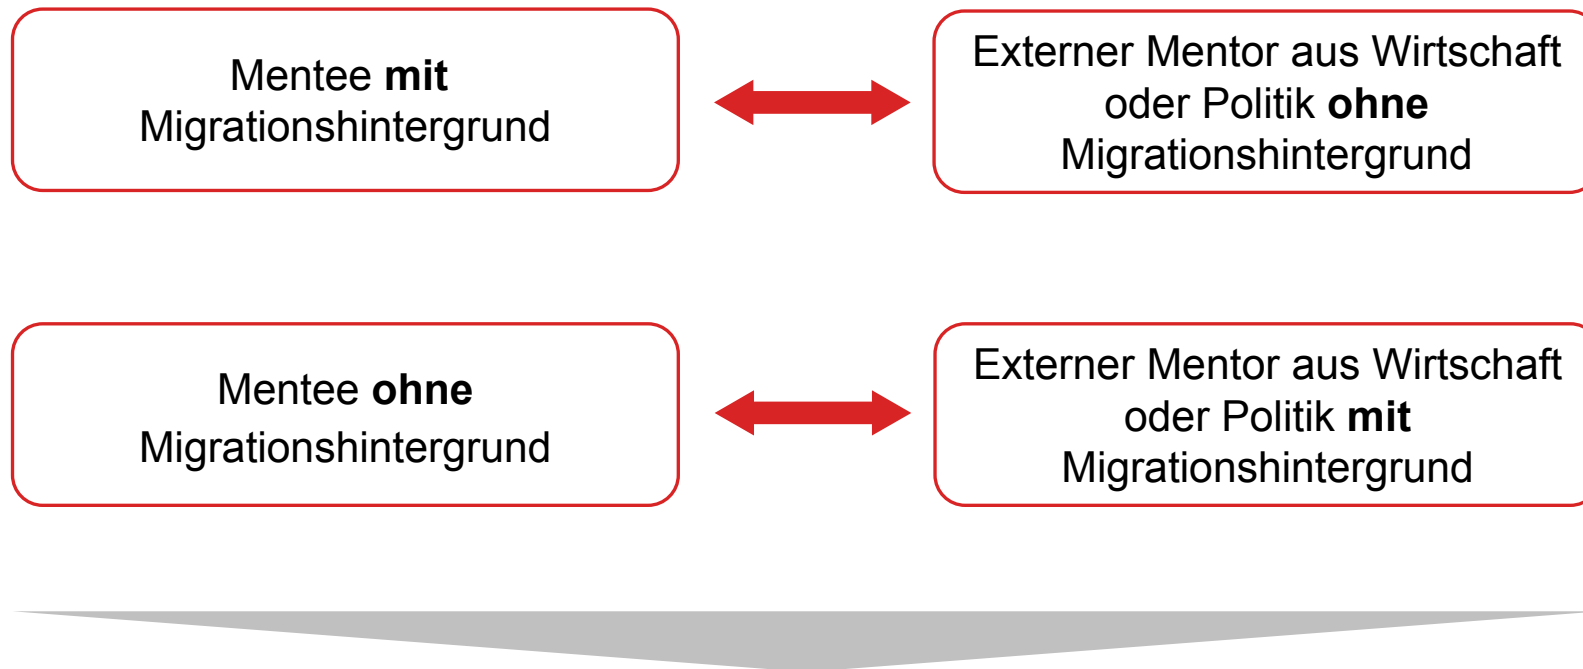 Mentee mit
Migrationshintergrund
Externer Mentor aus Wirtschaft
oder Politik ohne
Migrationshintergrund
Mentee ohne
Migrationshintergrund
Externer Mentor aus Wirtschaft
oder Politik mit
Migrationshintergrund